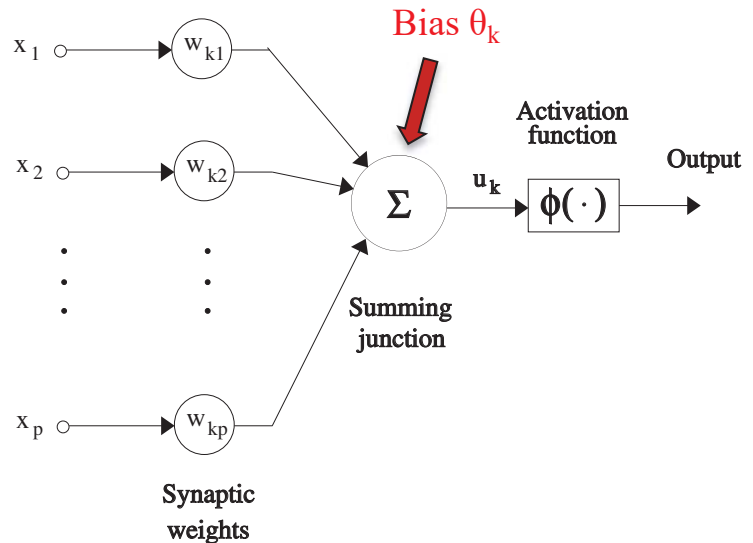 Bias θk
x1
wk1
Activation
function
x2
wk2
Σ
uk
ϕ(·)
Output
Summing
junction
xp
wkp
Synaptic
weights